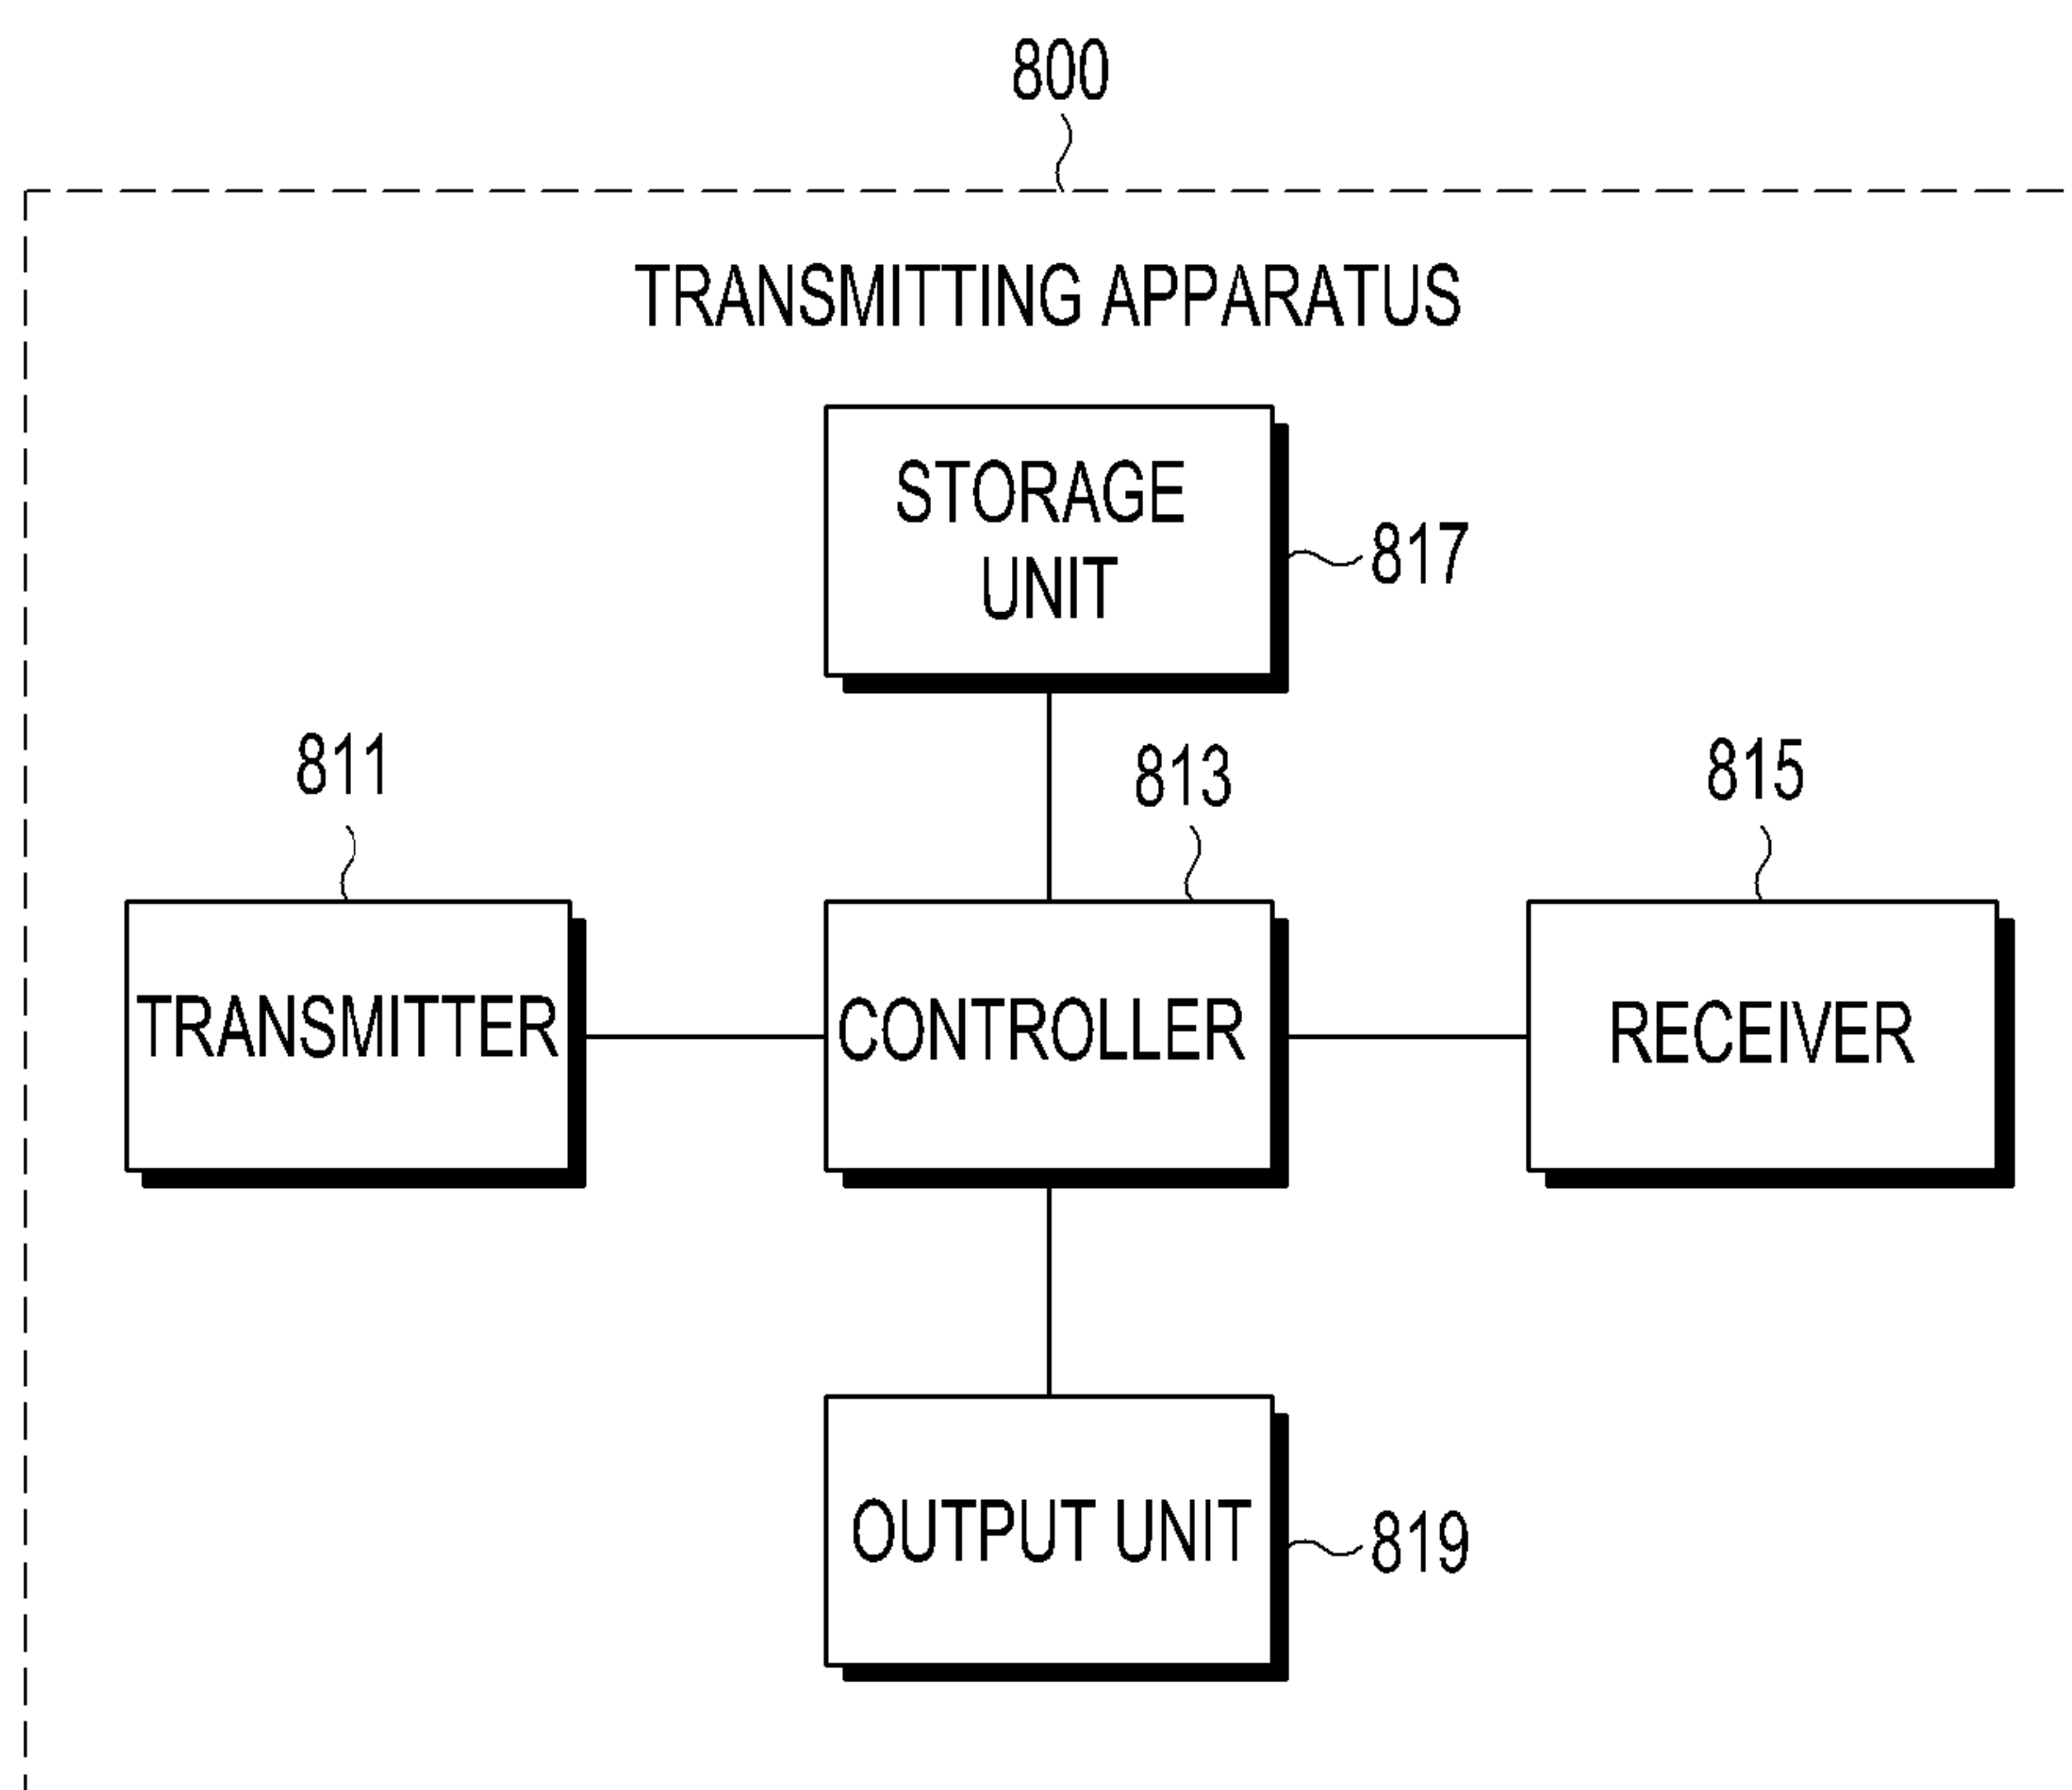 800
TRANSMITTING APPARATUS
STORAGE
UNIT
817
811
813
815
TRANSMITTER
CONTROLLER
RECEIVER
OUTPUT UNIT
819